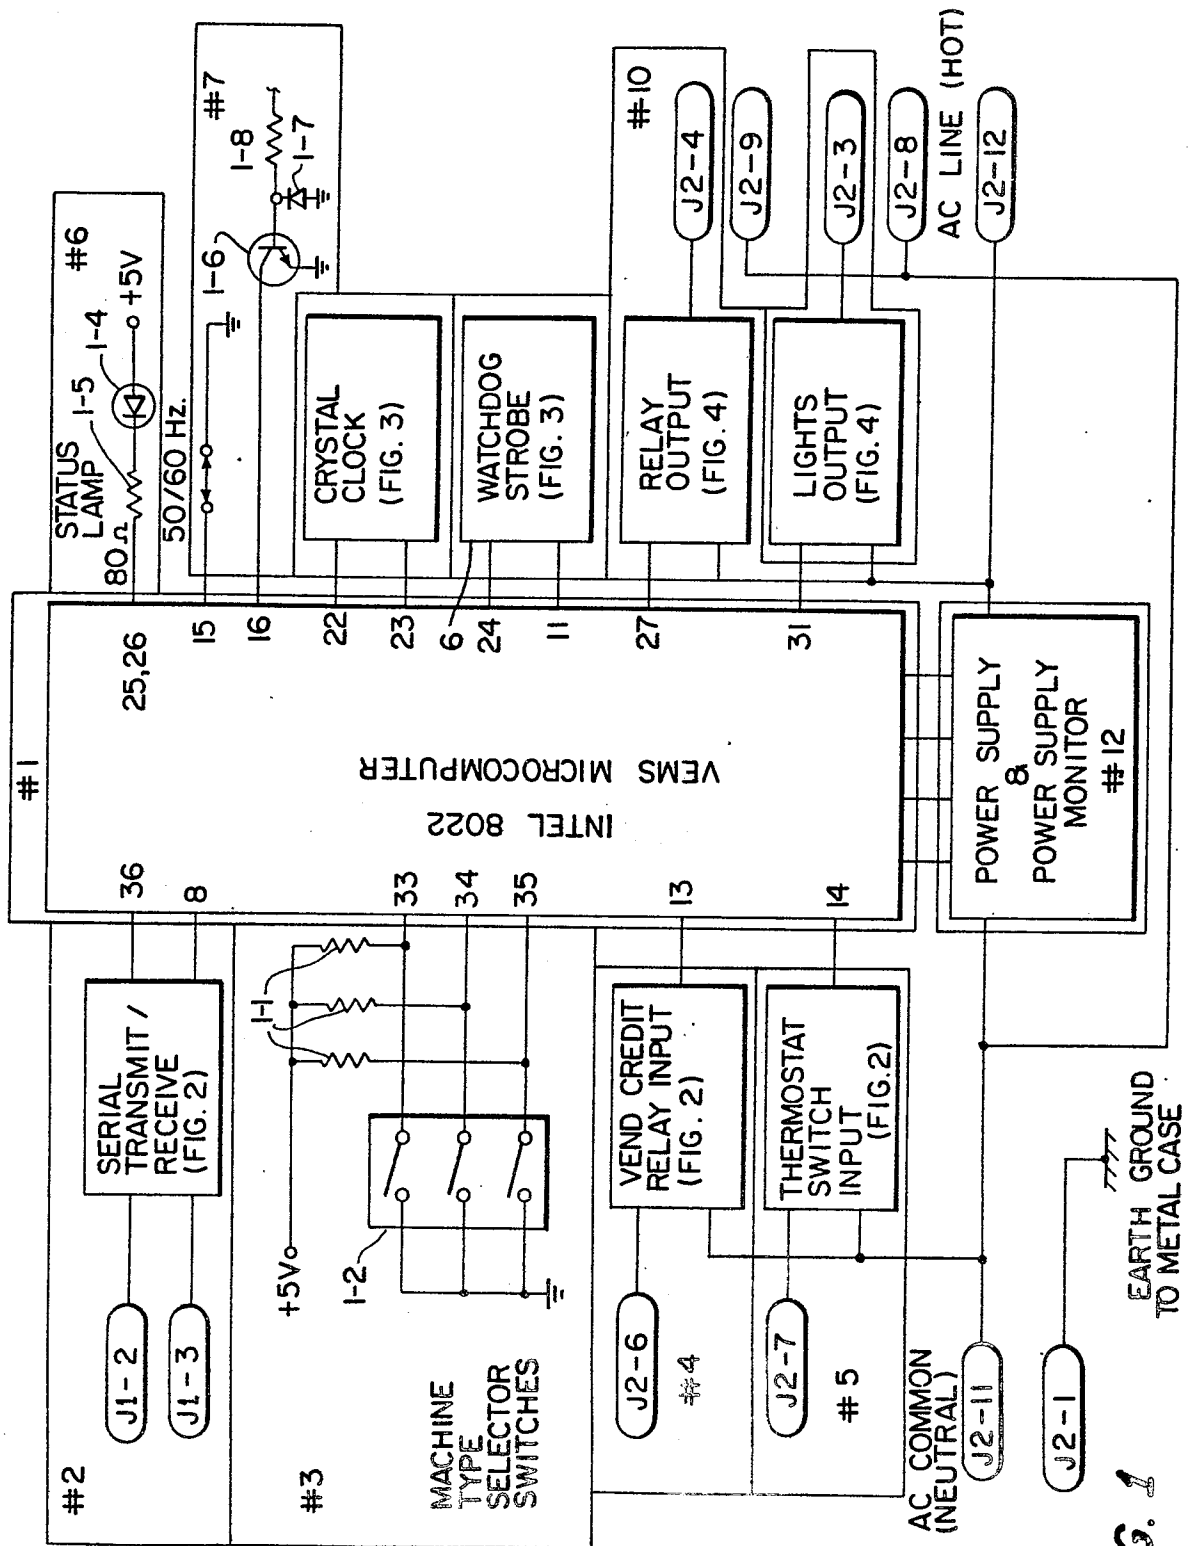 #1
#2
J1-2
J1-3
SERIAL
TRANSMIT/
RECEIVE
(FIG. 2)
36
8
#3
MACHINE
TYPE
SELECTOR
SWITCHES
+5V
1-1
1-2
33
34
35
INTEL 8022
VEMS MICROCOMPUTER
#4
J2-6
VEND CREDIT
RELAY INPUT
(FIG. 2)
13
#5
J2-7
THERMOSTAT
SWITCH
INPUT
(FIG.2)
14
AC COMMON
(NEUTRAL)
J2-11
J2-1
EARTH GROUND
TO METAL CASE
25,26
STATUS
LAMP
80Ω
1-5
1-4
+5V
#6
50/60 Hz.
15
16
1-6
1-8
1-7
#7
22
23
CRYSTAL
CLOCK
(FIG. 3)
6
24
11
WATCHDOG
STROBE
(FIG. 3)
27
RELAY
OUTPUT
(FIG. 4)
#10
J2-4
J2-9
31
LIGHTS
OUTPUT
(FIG. 4)
J2-3
J2-8
AC LINE (HOT)
J2-12
POWER SUPPLY
&
POWER SUPPLY
MONITOR
#12
G. 1